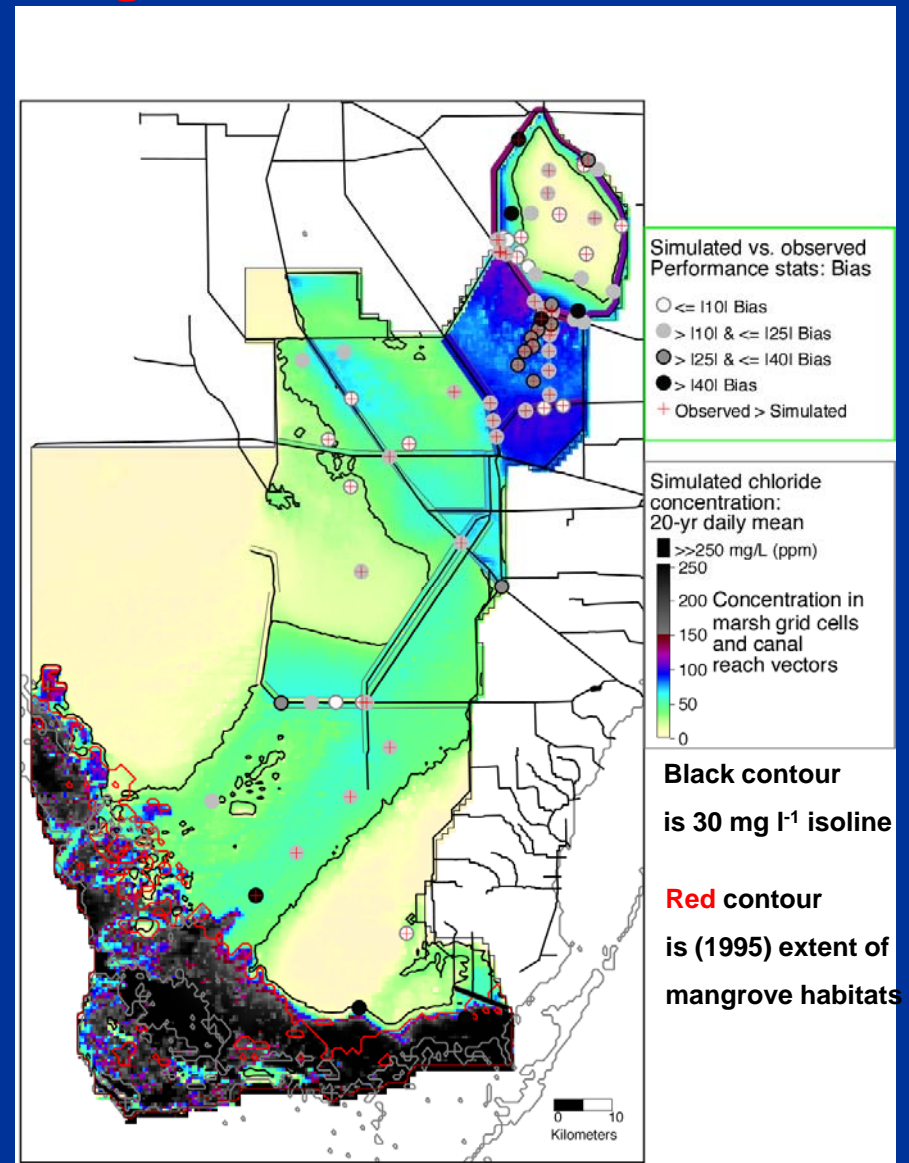 Simulated vs. observed
Performance stats: Bias
<= |10| Bias
> |10| & <= |25| Bias
> |25| & <= |40| Bias
> |40| Bias
Observed > Simulated
Simulated chloride
concentration:
20-yr daily mean
>>250 mg/L (ppm)
250
200
150
100
50
0
Concentration in
marsh grid cells
and canal
reach vectors
Black contour
is 30 mg l-1 isoline
Red contour
is (1995) extent of
mangrove habitats
0 10
Kilometers